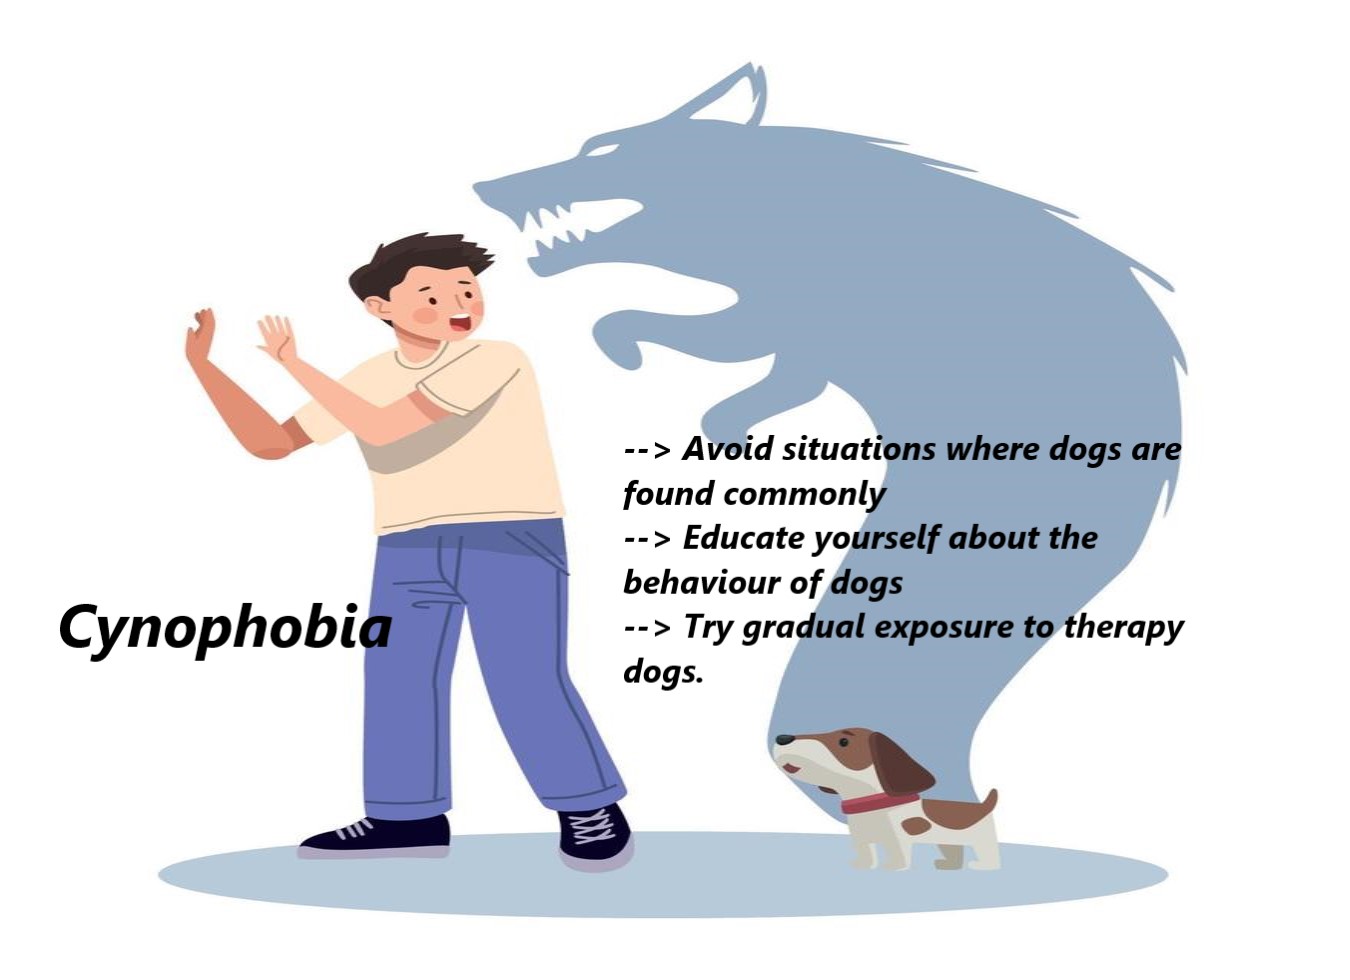 --> Avoid situations where dogs are
found commonly
--> Educate yourself about the
behaviour of dogs
--> Try gradual exposure to therapy
dogs.
Cynophobia